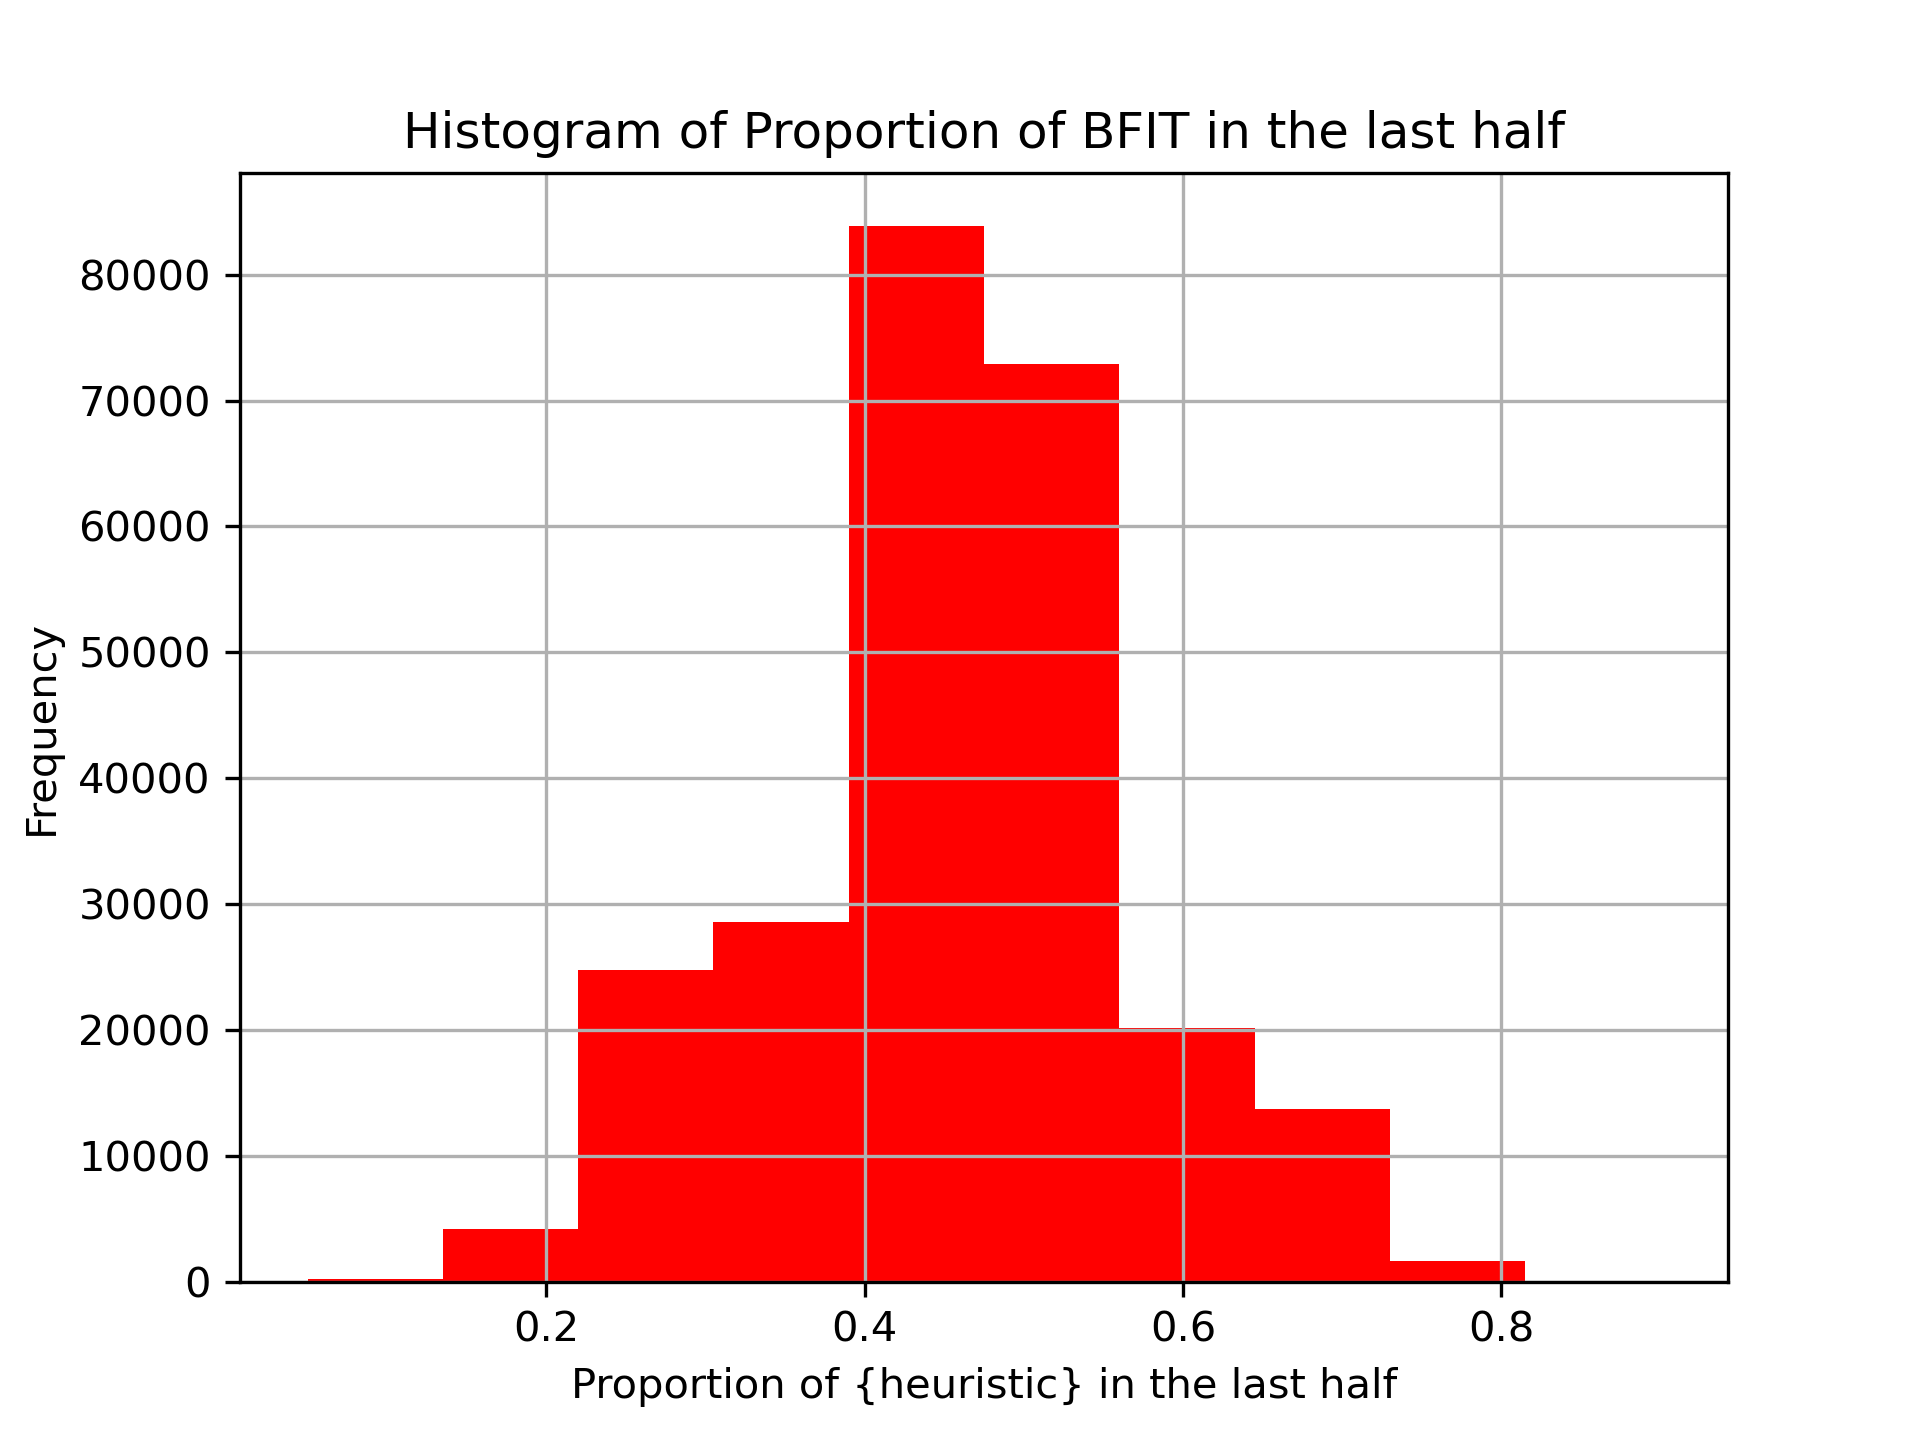 Histogram of Proportion of BFIT in the last half
Frequency
80000
70000
60000
50000
40000
30000
20000
10000
0
0.2 0.4 0.6 0.8
Proportion of {heuristic} in the last half